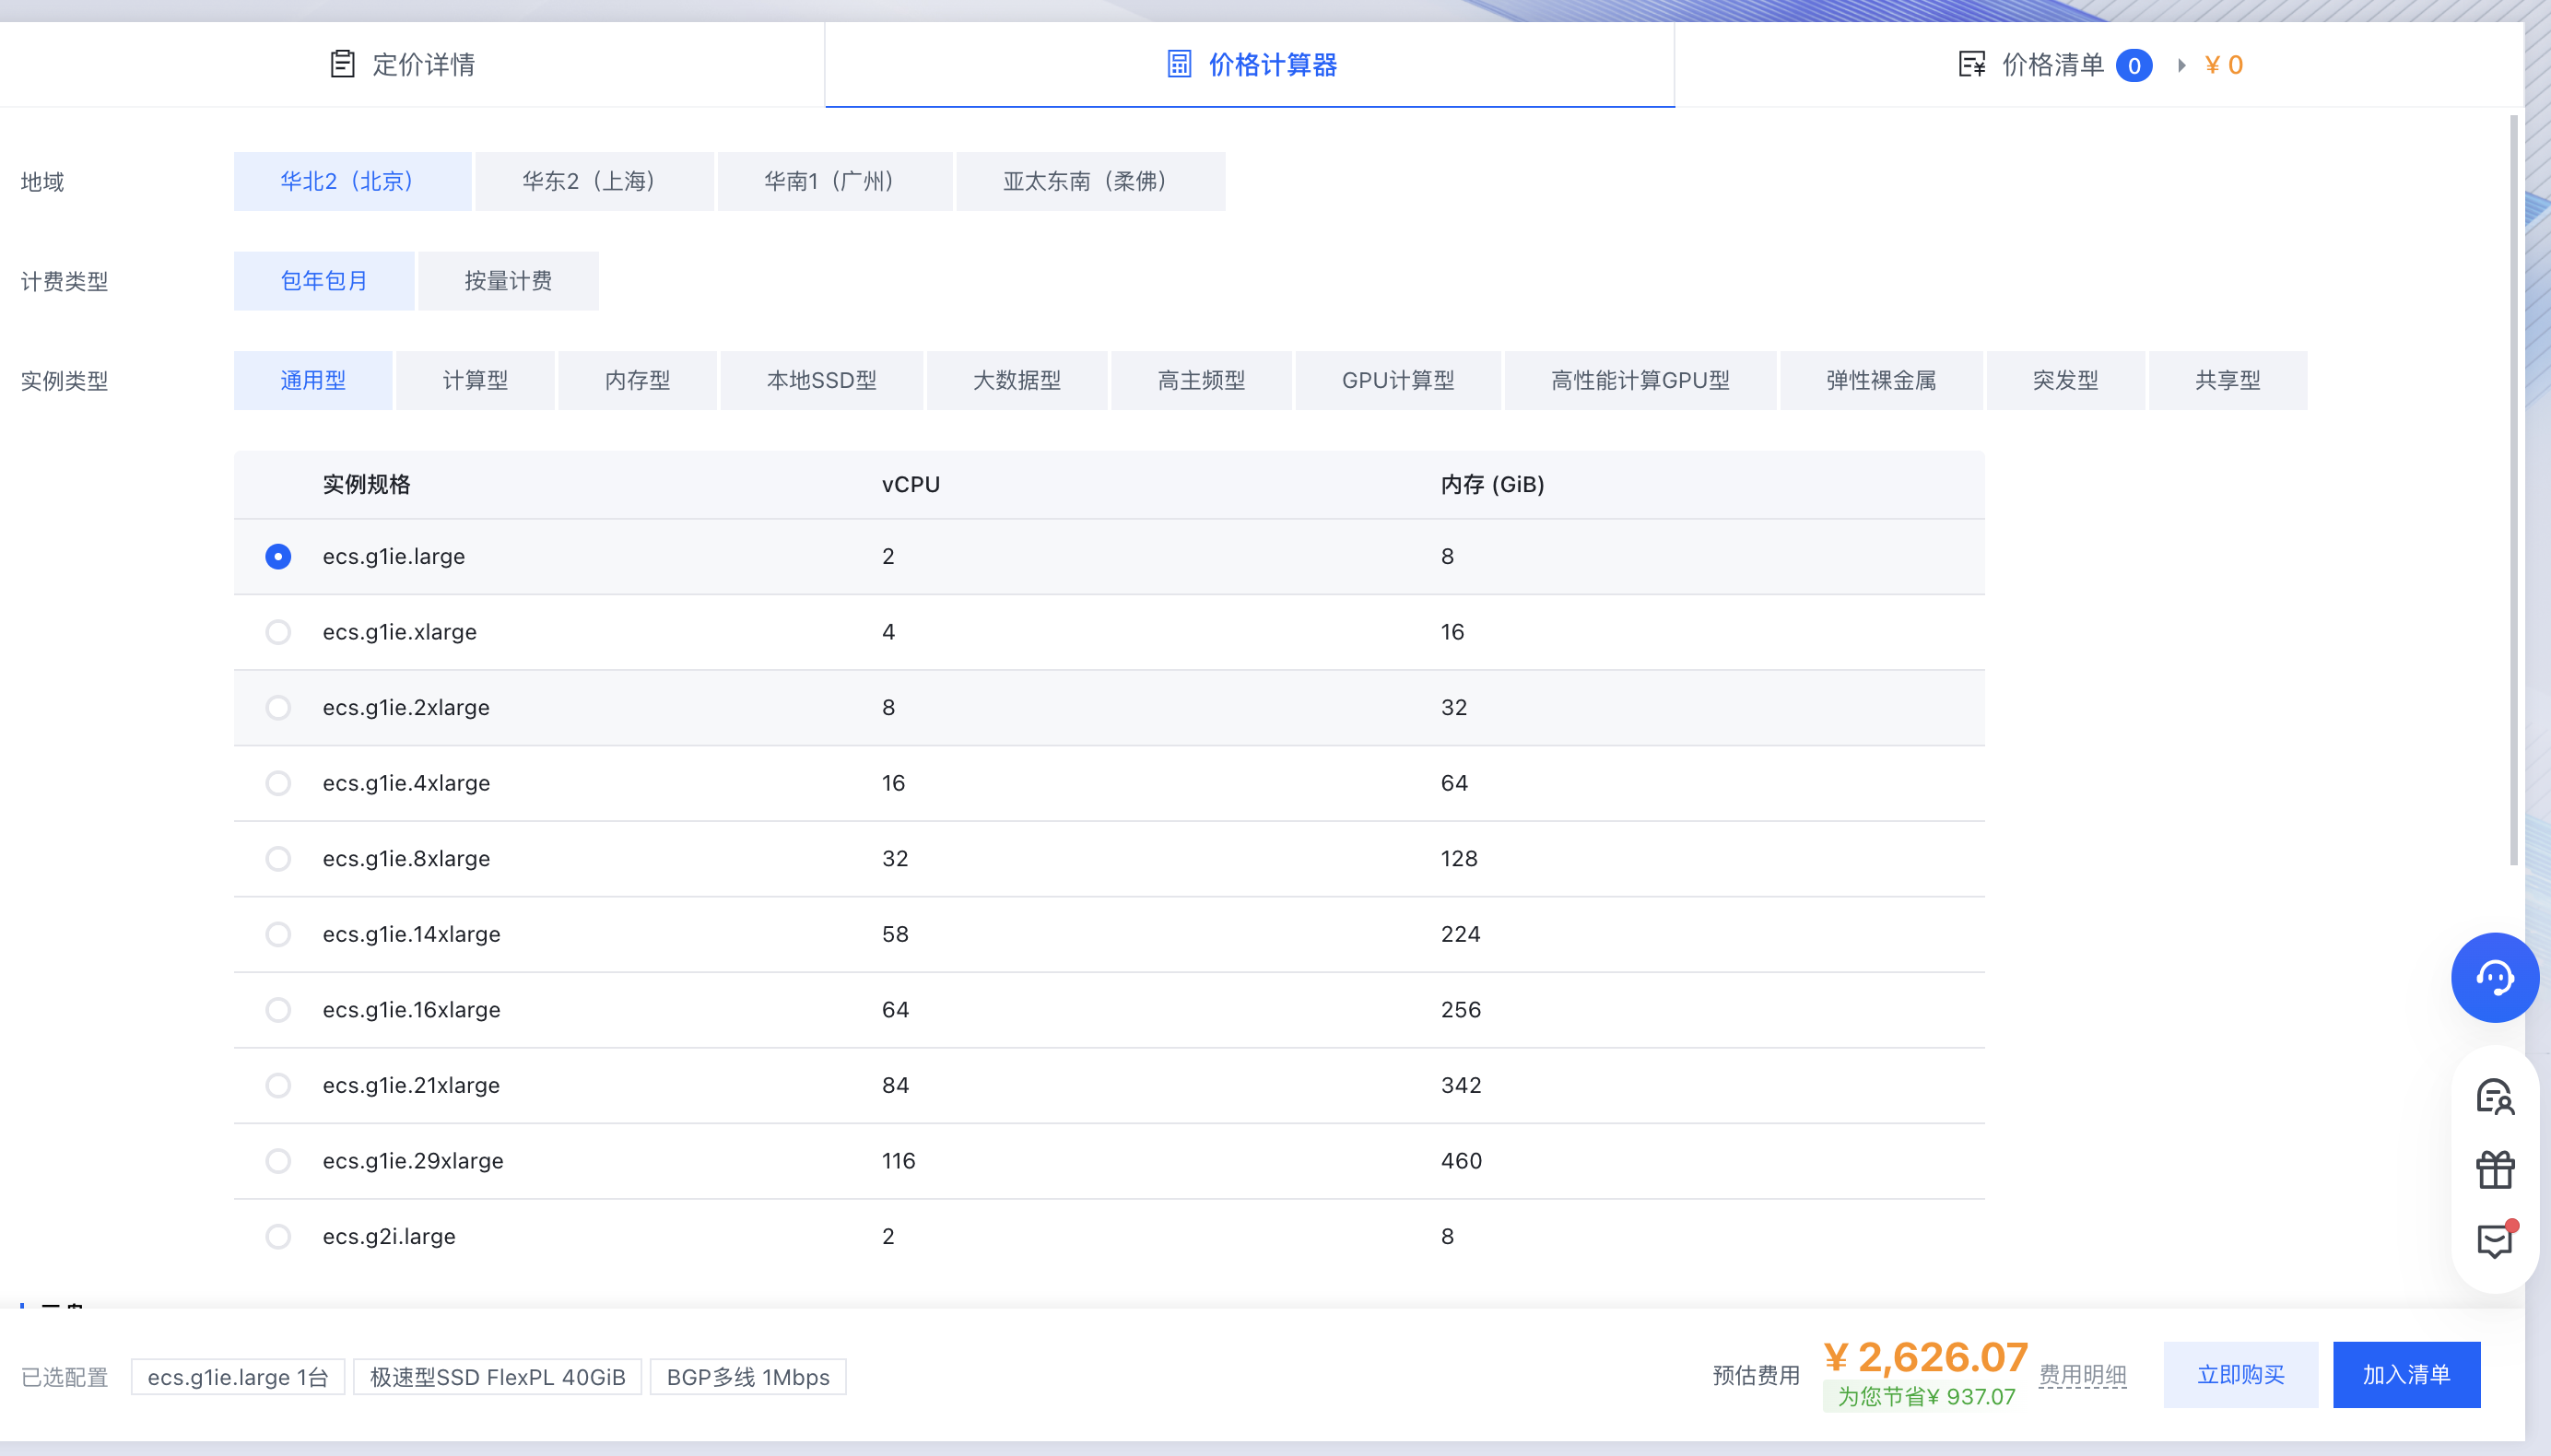 定价详情
价格计算器
价格清单 0 ¥ 0
地域 华北2（北京） 华东2（上海） 华南1（广州） 亚太东南（柔佛）
计费类型 包年包月 按量计费
实例类型 通用型 计算型 内存型 本地SSD型 大数据型 高主频型 GPU计算型 高性能计算GPU型 弹性裸金属 突发型 共享型
实例规格 vCPU 内存 (GiB)
ecs.g1ie.large 2 8
ecs.g1ie.xlarge 4 16
ecs.g1ie.2xlarge 8 32
ecs.g1ie.4xlarge 16 64
ecs.g1ie.8xlarge 32 128
ecs.g1ie.14xlarge 58 224
ecs.g1ie.16xlarge 64 256
ecs.g1ie.21xlarge 84 342
ecs.g1ie.29xlarge 116 460
ecs.g2i.large 2 8
已选配置 ecs.g1ie.large 1台 极速型SSD FlexPL 40GiB BGP多线 1Mbps
预估费用 ¥ 2,626.07 费用明细 立即购买 加入清单
为您节省¥ 937.07